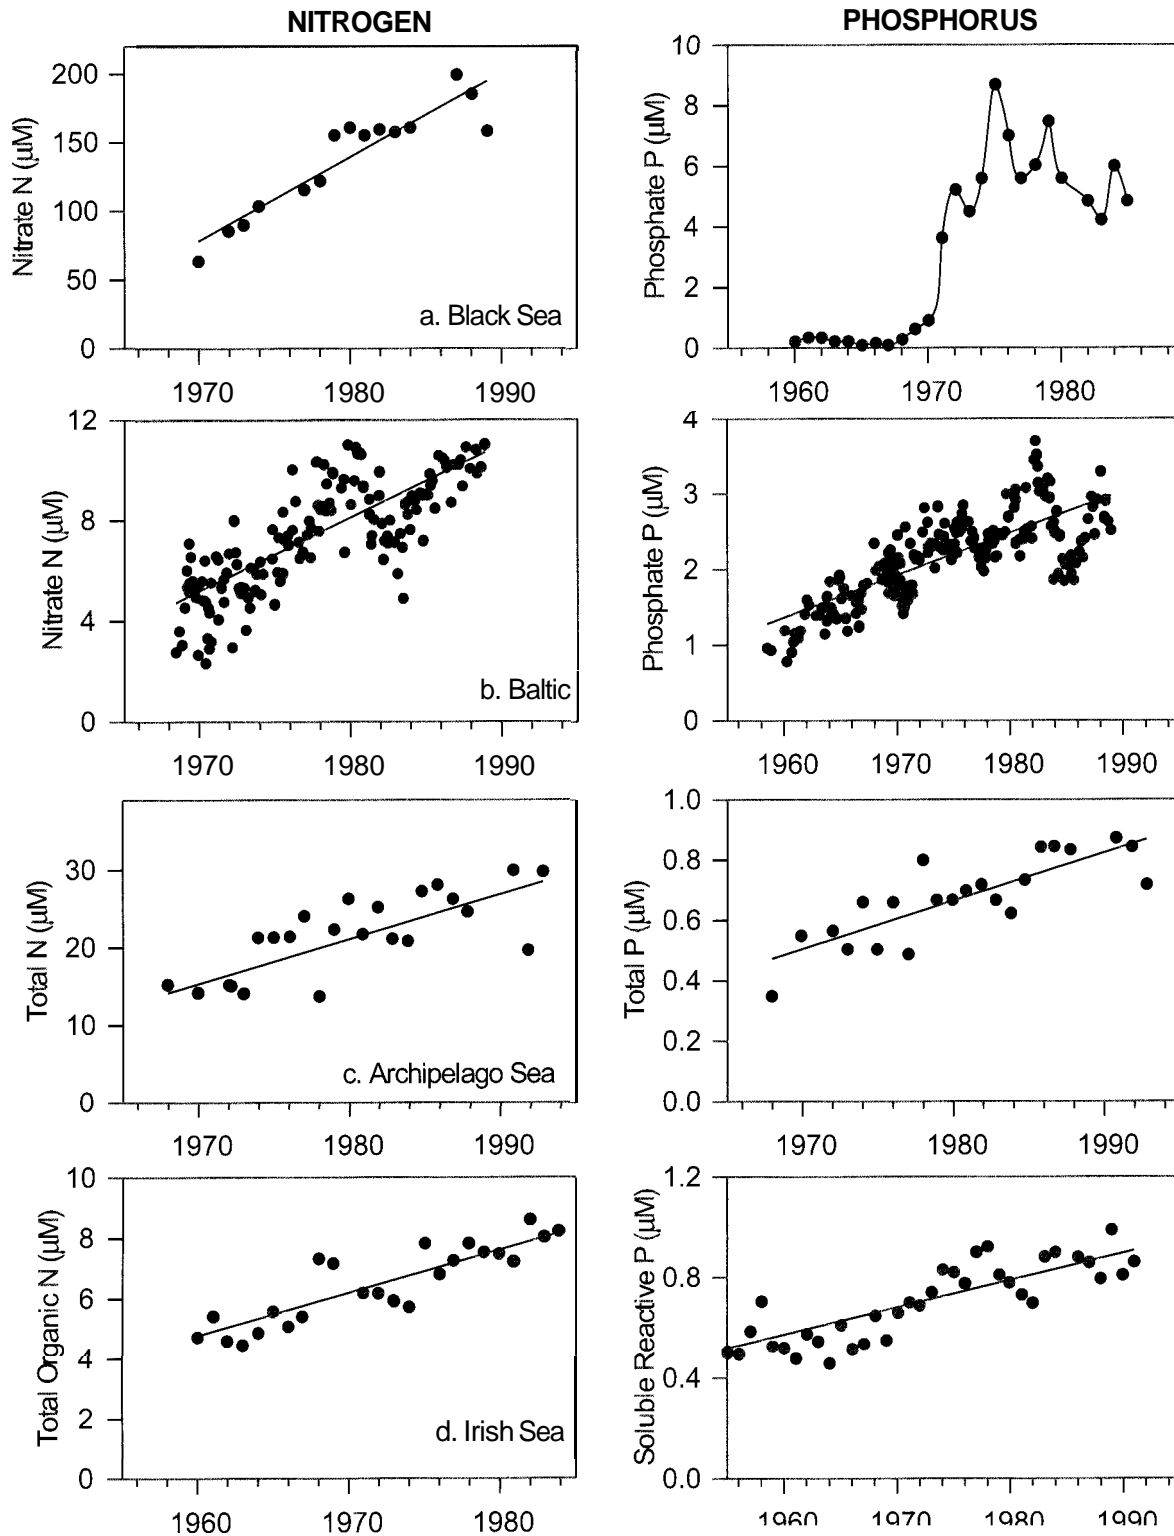 NITROGEN
PHOSPHORUS
Nitrate N (µM)
200
150
100
50
0
a. Black Sea
1970 1980 1990
Phosphate P (µM)
10
8
6
4
2
0
1960 1970 1980
Nitrate N (µM)
12
8
4
0
b. Baltic
1970 1980 1990
Phosphate P (µM)
4
3
2
1
0
1960 1970 1980 1990
Total N (µM)
30
20
10
0
c. Archipelago Sea
1970 1980 1990
Total P (µM)
1.0
0.8
0.6
0.4
0.2
0.0
1970 1980 1990
Total Organic N (µM)
10
8
6
4
2
0
d. Irish Sea
1960 1970 1980
Soluble Reactive P (µM)
1.2
0.8
0.4
0.0
1960 1970 1980 1990